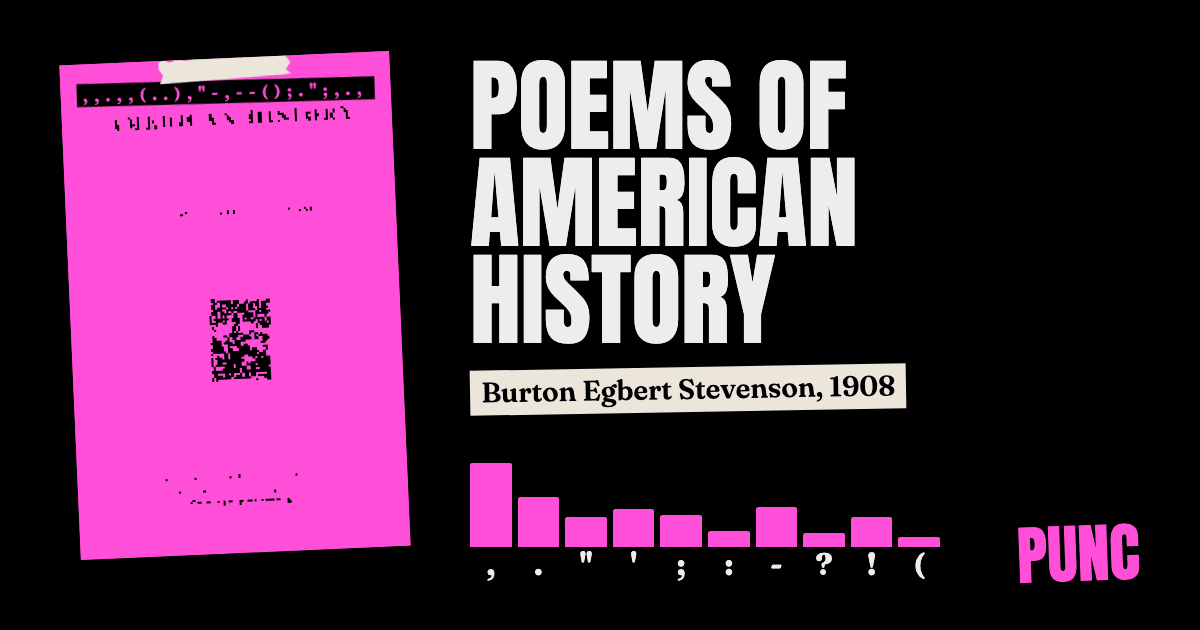 ,,.,,(..),"-,--();.";,.,
POEMS OF
AMERICAN
HISTORY
Burton Egbert Stevenson, 1908
, . " ' ; : - ? ! (
PUNC